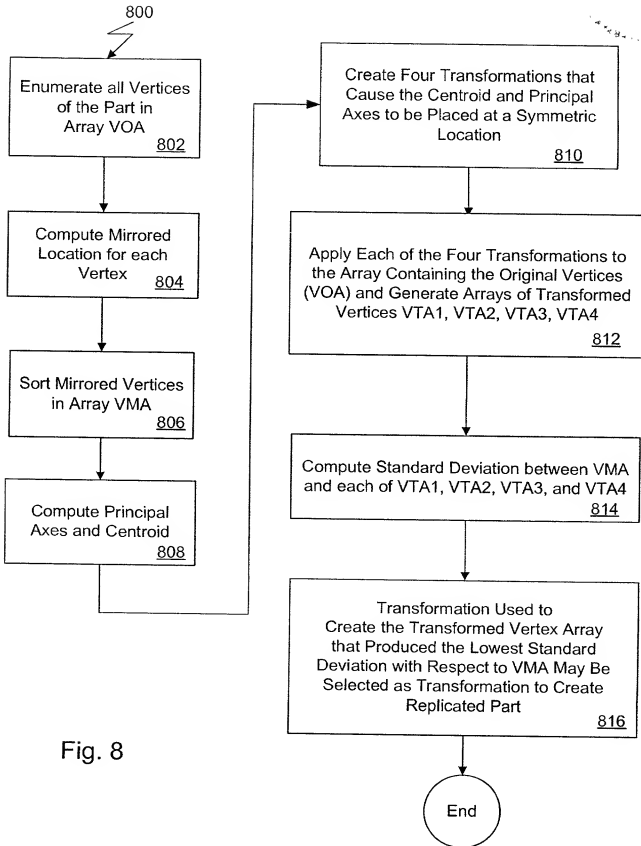 800
Enumerate all Vertices
of the Part in
Array VOA
802
Compute Mirrored
Location for each
Vertex
804
Sort Mirrored Vertices
in Array VMA
806
Compute Principal
Axes and Centroid
808
Create Four Transformations that
Cause the Centroid and Principal
Axes to be Placed at a Symmetric
Location
810
Apply Each of the Four Transformations to
the Array Containing the Original Vertices
(VOA) and Generate Arrays of Transformed
Vertices VTA1, VTA2, VTA3, VTA4
812
Compute Standard Deviation between VMA
and each of VTA1, VTA2, VTA3, and VTA4
814
Transformation Used to
Create the Transformed Vertex Array
that Produced the Lowest Standard
Deviation with Respect to VMA May Be
Selected as Transformation to Create
Replicated Part
816
End
Fig. 8